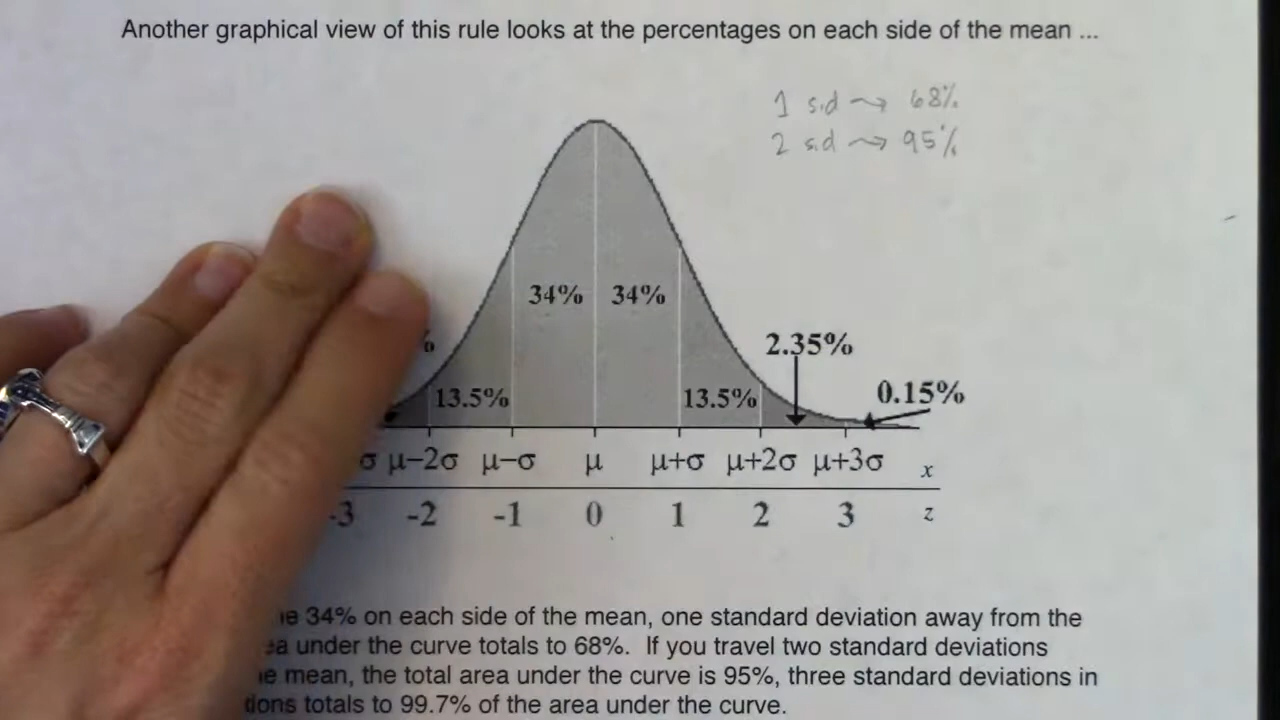 Another graphical view of this rule looks at the percentages on each side of the mean ...
1 s.d → 68%
2 s.d → 95%
34% 34%
% 2.35%
13.5% 13.5% 0.15%
σ μ−2σ μ−σ μ μ+σ μ+2σ μ+3σ x
-3 -2 -1 0 1 2 3 z
34% on each side of the mean, one standard deviation away from the
under the curve totals to 68%. If you travel two standard deviations
mean, the total area under the curve is 95%, three standard deviations in
totals to 99.7% of the area under the curve.